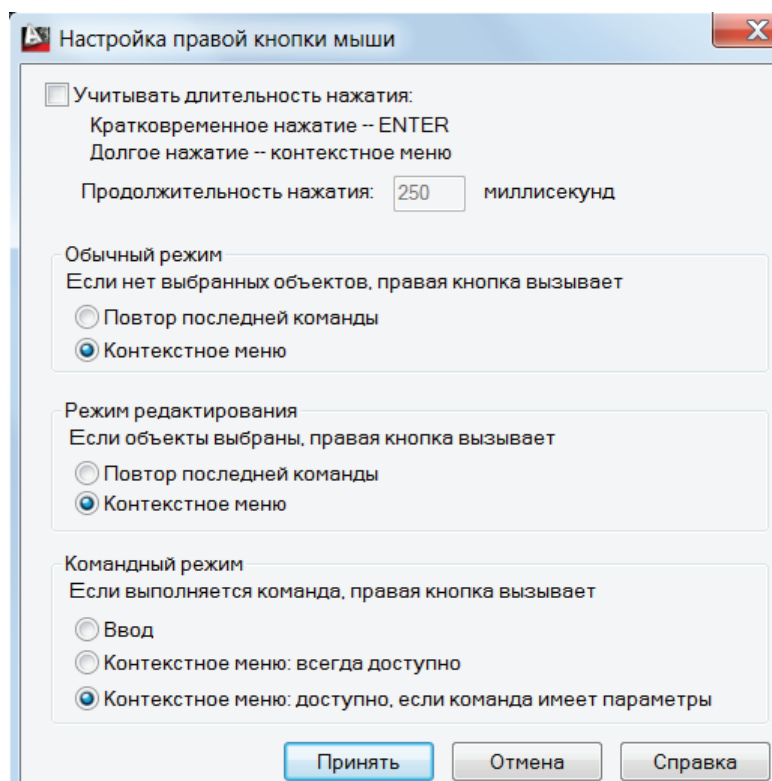 Настройка правой кнопки мыши
Учитывать длительность нажатия:
Кратковременное нажатие -- ENTER
Долгое нажатие -- контекстное меню
Продолжительность нажатия: 250 миллисекунд
Обычный режим
Если нет выбранных объектов, правая кнопка вызывает
Повтор последней команды
Контекстное меню
Режим редактирования
Если объекты выбраны, правая кнопка вызывает
Повтор последней команды
Контекстное меню
Командный режим
Если выполняется команда, правая кнопка вызывает
Ввод
Контекстное меню: всегда доступно
Контекстное меню: доступно, если команда имеет параметры
Принять Отмена Справка